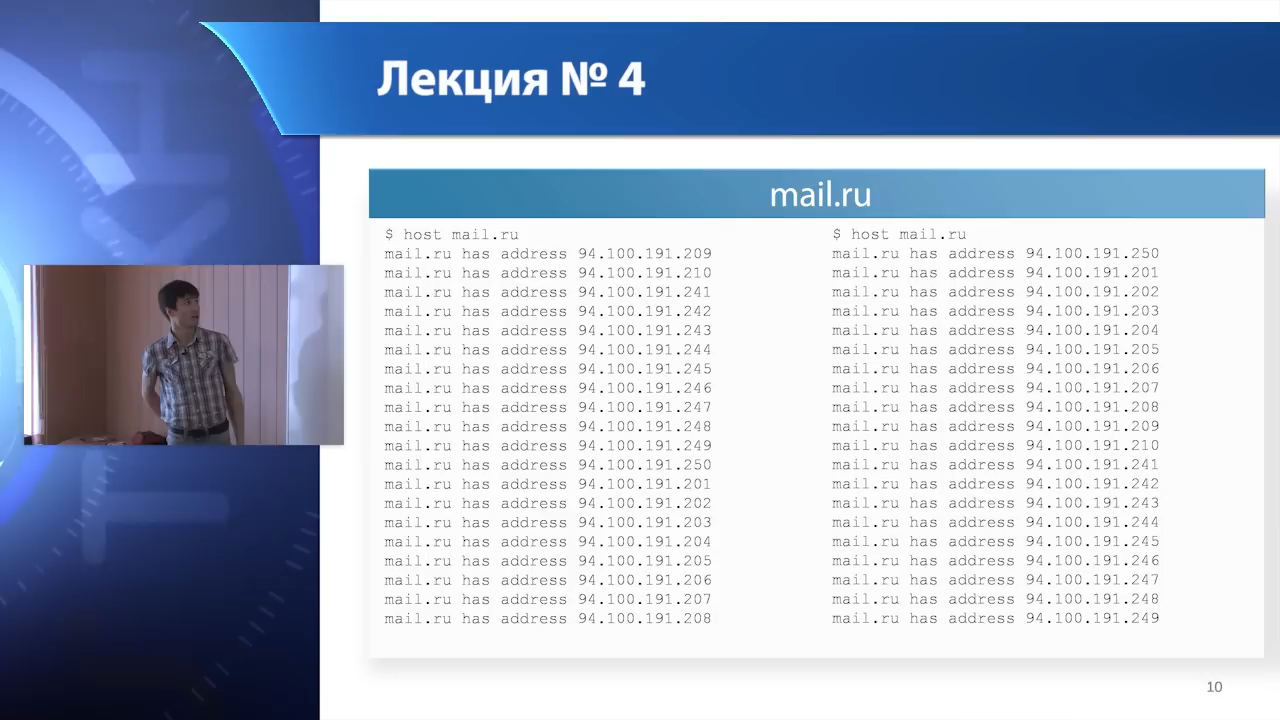 Лекция № 4
mail.ru
$ host mail.ru
mail.ru has address 94.100.191.209
mail.ru has address 94.100.191.210
mail.ru has address 94.100.191.241
mail.ru has address 94.100.191.242
mail.ru has address 94.100.191.243
mail.ru has address 94.100.191.244
mail.ru has address 94.100.191.245
mail.ru has address 94.100.191.246
mail.ru has address 94.100.191.247
mail.ru has address 94.100.191.248
mail.ru has address 94.100.191.249
mail.ru has address 94.100.191.250
mail.ru has address 94.100.191.201
mail.ru has address 94.100.191.202
mail.ru has address 94.100.191.203
mail.ru has address 94.100.191.204
mail.ru has address 94.100.191.205
mail.ru has address 94.100.191.206
mail.ru has address 94.100.191.207
mail.ru has address 94.100.191.208
$ host mail.ru
mail.ru has address 94.100.191.250
mail.ru has address 94.100.191.201
mail.ru has address 94.100.191.202
mail.ru has address 94.100.191.203
mail.ru has address 94.100.191.204
mail.ru has address 94.100.191.205
mail.ru has address 94.100.191.206
mail.ru has address 94.100.191.207
mail.ru has address 94.100.191.208
mail.ru has address 94.100.191.209
mail.ru has address 94.100.191.210
mail.ru has address 94.100.191.241
mail.ru has address 94.100.191.242
mail.ru has address 94.100.191.243
mail.ru has address 94.100.191.244
mail.ru has address 94.100.191.245
mail.ru has address 94.100.191.246
mail.ru has address 94.100.191.247
mail.ru has address 94.100.191.248
mail.ru has address 94.100.191.249
10